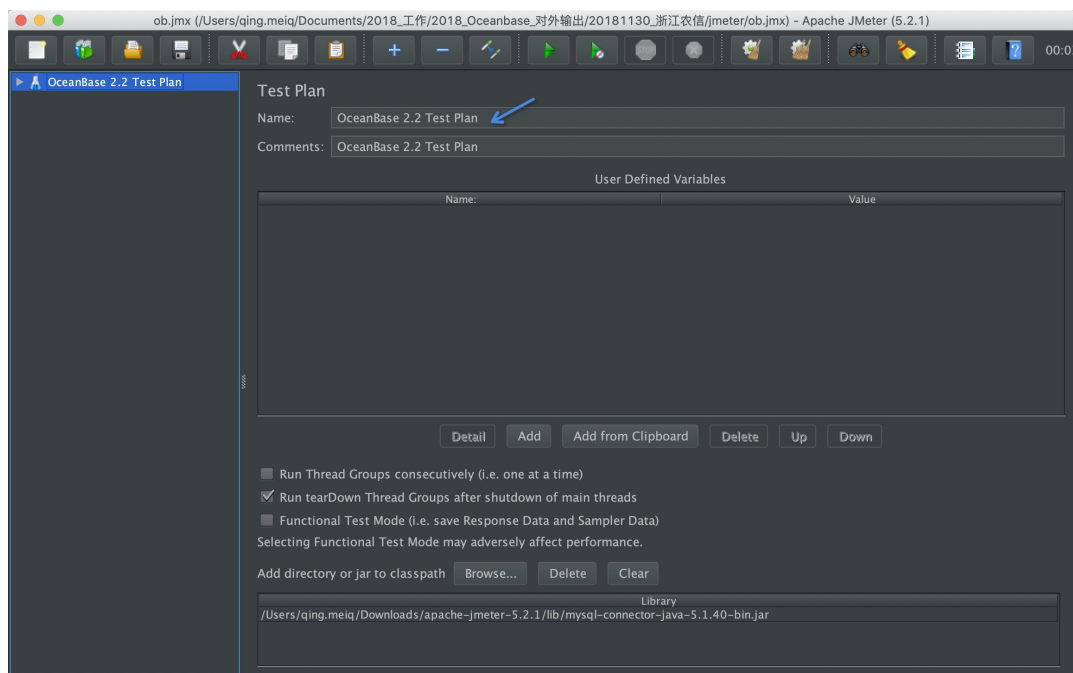 ob.jmx (/Users/qing.meiq/Documents/2018_工作/2018_Oceanbase_对外输出/20181130_浙江农信/jmeter/ob.jmx) - Apache JMeter (5.2.1)
STOP
00:0
OceanBase 2.2 Test Plan
Test Plan
Name: OceanBase 2.2 Test Plan
Comments: OceanBase 2.2 Test Plan
User Defined Variables
Name: Value
Detail Add Add from Clipboard Delete Up Down
Run Thread Groups consecutively (i.e. one at a time)
Run tearDown Thread Groups after shutdown of main threads
Functional Test Mode (i.e. save Response Data and Sampler Data)
Selecting Functional Test Mode may adversely affect performance.
Add directory or jar to classpath Browse... Delete Clear
Library
/Users/qing.meiq/Downloads/apache-jmeter-5.2.1/lib/mysql-connector-java-5.1.40-bin.jar